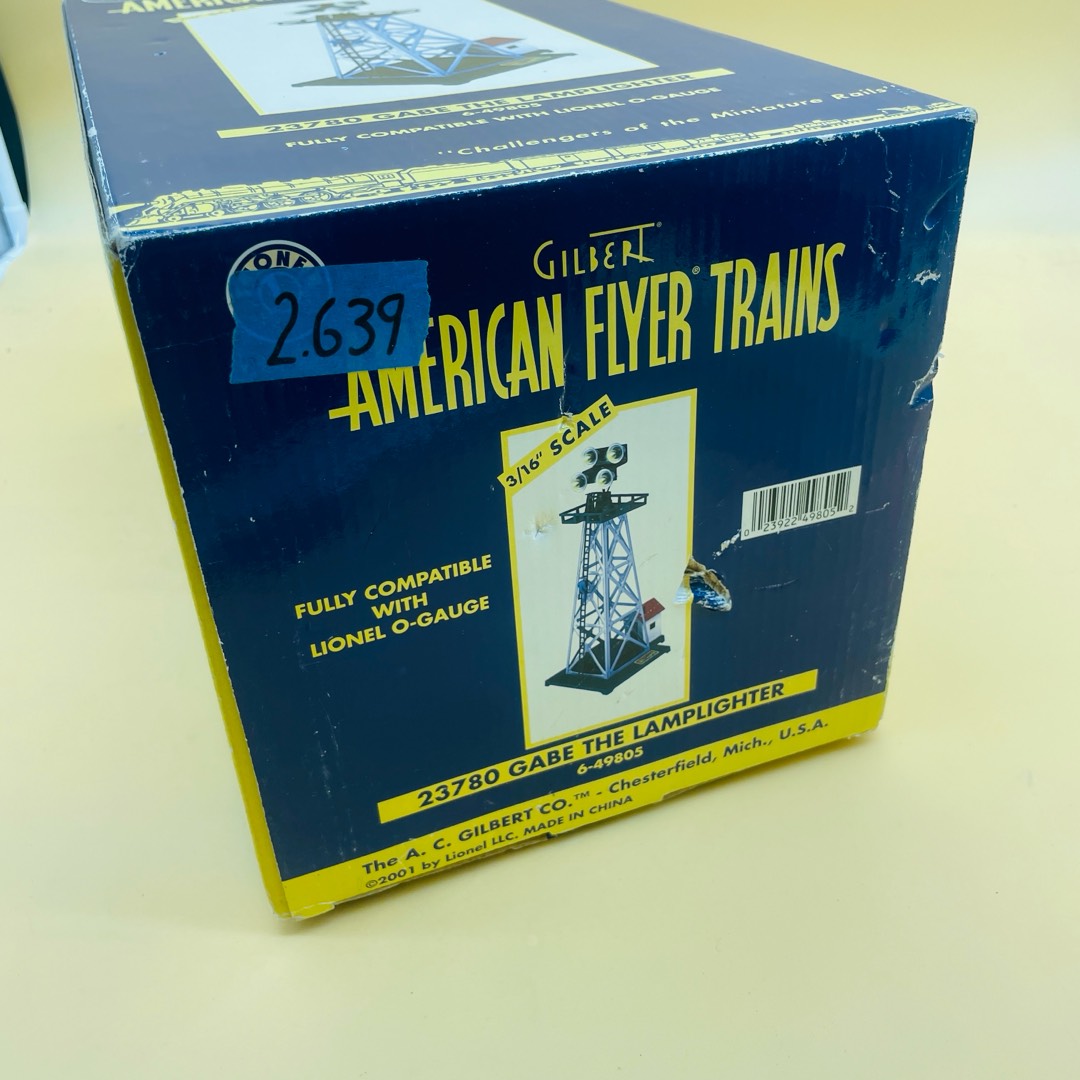 AMERICAN
23780 GABE THE LAMPLIGHTER
6-49805
FULLY COMPATIBLE WITH LIONEL O-GAUGE
"Challengers of the Miniature Rails"
GILBERT®
AMERICAN FLYER® TRAINS
2.639
3/16" SCALE
0 23922 49805 2
FULLY COMPATIBLE
WITH
LIONEL O-GAUGE
23780 GABE THE LAMPLIGHTER
6-49805
The A. C. GILBERT CO.™ - Chesterfield, Mich., U.S.A.
©2001 by Lionel LLC. MADE IN CHINA